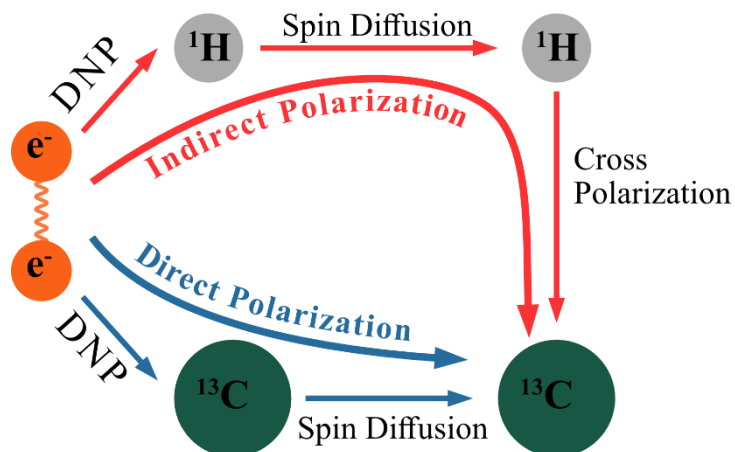 ¹H
Spin Diffusion
¹H
DNP
Indirect Polarization
e⁻
Cross
Polarization
e⁻
Direct Polarization
DNP
¹³C
Spin Diffusion
¹³C